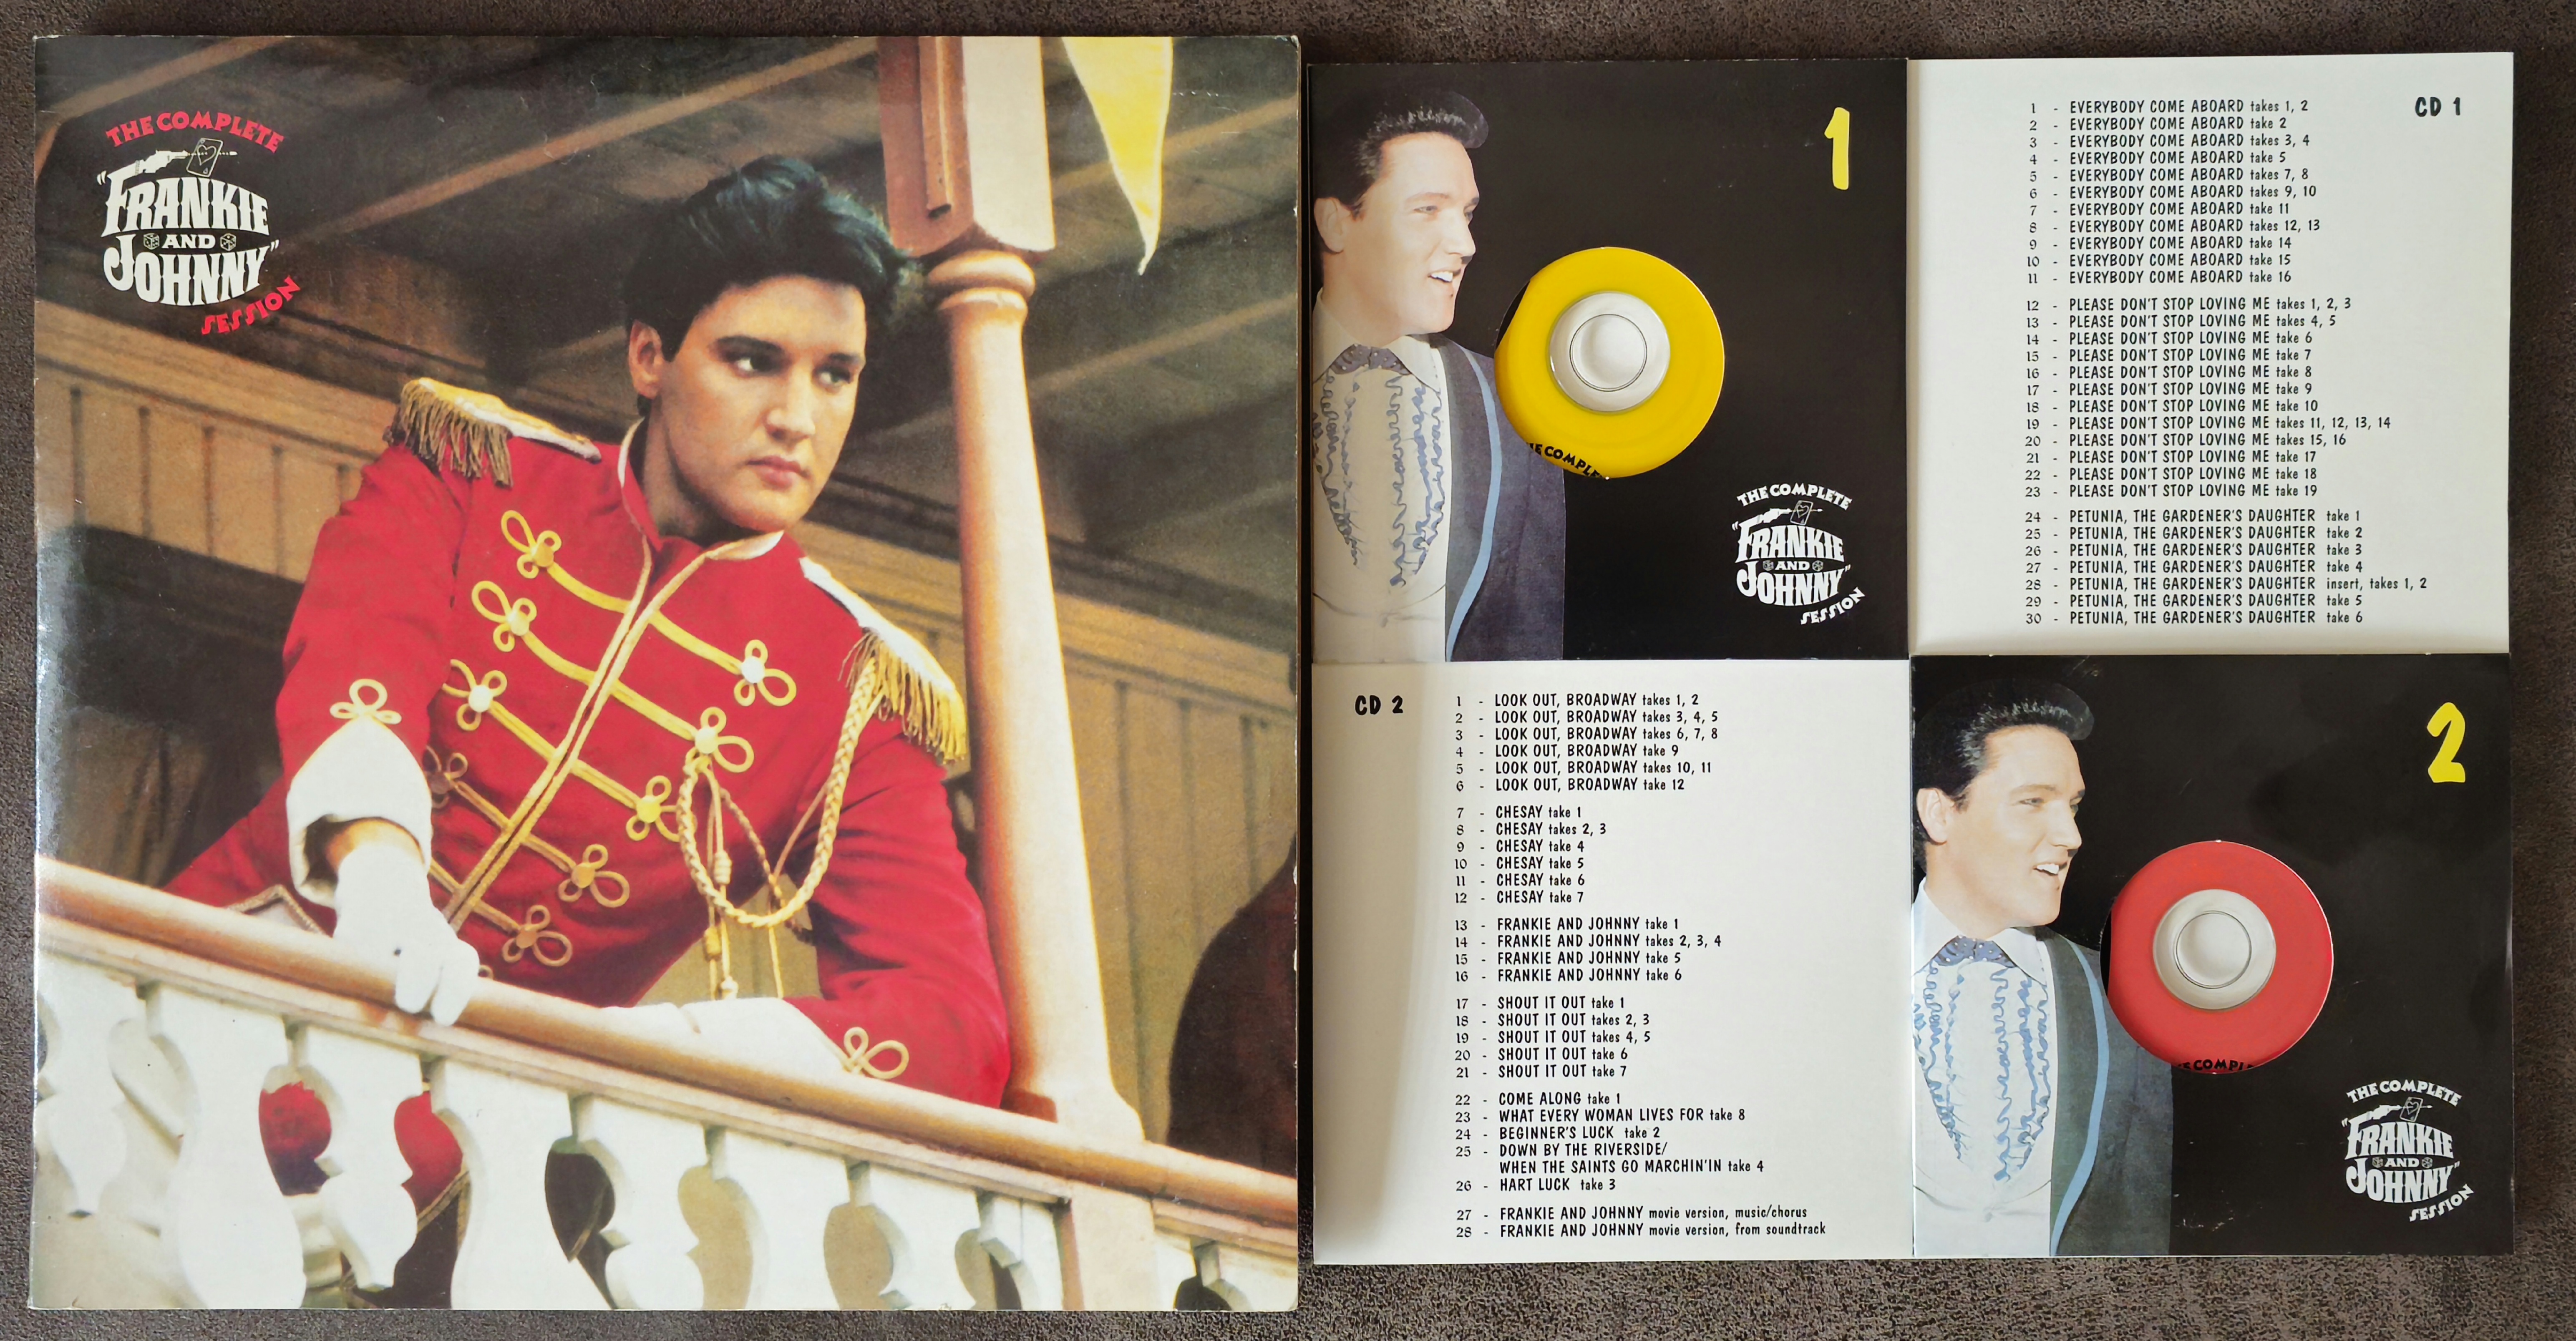 THE COMPLETE
"FRANKIE
AND
JOHNNY"
SESSION
1
THE COMPLE
THE COMPLETE
"FRANKIE
AND
JOHNNY"
SESSION
CD 1
1 - EVERYBODY COME ABOARD takes 1, 2
2 - EVERYBODY COME ABOARD take 2
3 - EVERYBODY COME ABOARD takes 3, 4
4 - EVERYBODY COME ABOARD take 5
5 - EVERYBODY COME ABOARD takes 7, 8
6 - EVERYBODY COME ABOARD takes 9, 10
7 - EVERYBODY COME ABOARD take 11
8 - EVERYBODY COME ABOARD takes 12, 13
9 - EVERYBODY COME ABOARD take 14
10 - EVERYBODY COME ABOARD take 15
11 - EVERYBODY COME ABOARD take 16
12 - PLEASE DON'T STOP LOVING ME takes 1, 2, 3
13 - PLEASE DON'T STOP LOVING ME takes 4, 5
14 - PLEASE DON'T STOP LOVING ME take 6
15 - PLEASE DON'T STOP LOVING ME take 7
16 - PLEASE DON'T STOP LOVING ME take 8
17 - PLEASE DON'T STOP LOVING ME take 9
18 - PLEASE DON'T STOP LOVING ME take 10
19 - PLEASE DON'T STOP LOVING ME takes 11, 12, 13, 14
20 - PLEASE DON'T STOP LOVING ME takes 15, 16
21 - PLEASE DON'T STOP LOVING ME take 17
22 - PLEASE DON'T STOP LOVING ME take 18
23 - PLEASE DON'T STOP LOVING ME take 19
24 - PETUNIA, THE GARDENER'S DAUGHTER take 1
25 - PETUNIA, THE GARDENER'S DAUGHTER take 2
26 - PETUNIA, THE GARDENER'S DAUGHTER take 3
27 - PETUNIA, THE GARDENER'S DAUGHTER take 4
28 - PETUNIA, THE GARDENER'S DAUGHTER insert, takes 1, 2
29 - PETUNIA, THE GARDENER'S DAUGHTER take 5
30 - PETUNIA, THE GARDENER'S DAUGHTER take 6
CD 2
1 - LOOK OUT, BROADWAY takes 1, 2
2 - LOOK OUT, BROADWAY takes 3, 4, 5
3 - LOOK OUT, BROADWAY takes 6, 7, 8
4 - LOOK OUT, BROADWAY take 9
5 - LOOK OUT, BROADWAY takes 10, 11
6 - LOOK OUT, BROADWAY take 12
7 - CHESAY take 1
8 - CHESAY takes 2, 3
9 - CHESAY take 4
10 - CHESAY take 5
11 - CHESAY take 6
12 - CHESAY take 7
13 - FRANKIE AND JOHNNY take 1
14 - FRANKIE AND JOHNNY takes 2, 3, 4
15 - FRANKIE AND JOHNNY take 5
16 - FRANKIE AND JOHNNY take 6
17 - SHOUT IT OUT take 1
18 - SHOUT IT OUT takes 2, 3
19 - SHOUT IT OUT takes 4, 5
20 - SHOUT IT OUT take 6
21 - SHOUT IT OUT take 7
22 - COME ALONG take 1
23 - WHAT EVERY WOMAN LIVES FOR take 8
24 - BEGINNER'S LUCK take 2
25 - DOWN BY THE RIVERSIDE/
WHEN THE SAINTS GO MARCHIN'IN take 4
26 - HART LUCK take 3
27 - FRANKIE AND JOHNNY movie version, music/chorus
28 - FRANKIE AND JOHNNY movie version, from soundtrack
2
COMPL
THE COMPLETE
"FRANKIE
AND
JOHNNY"
SESSION